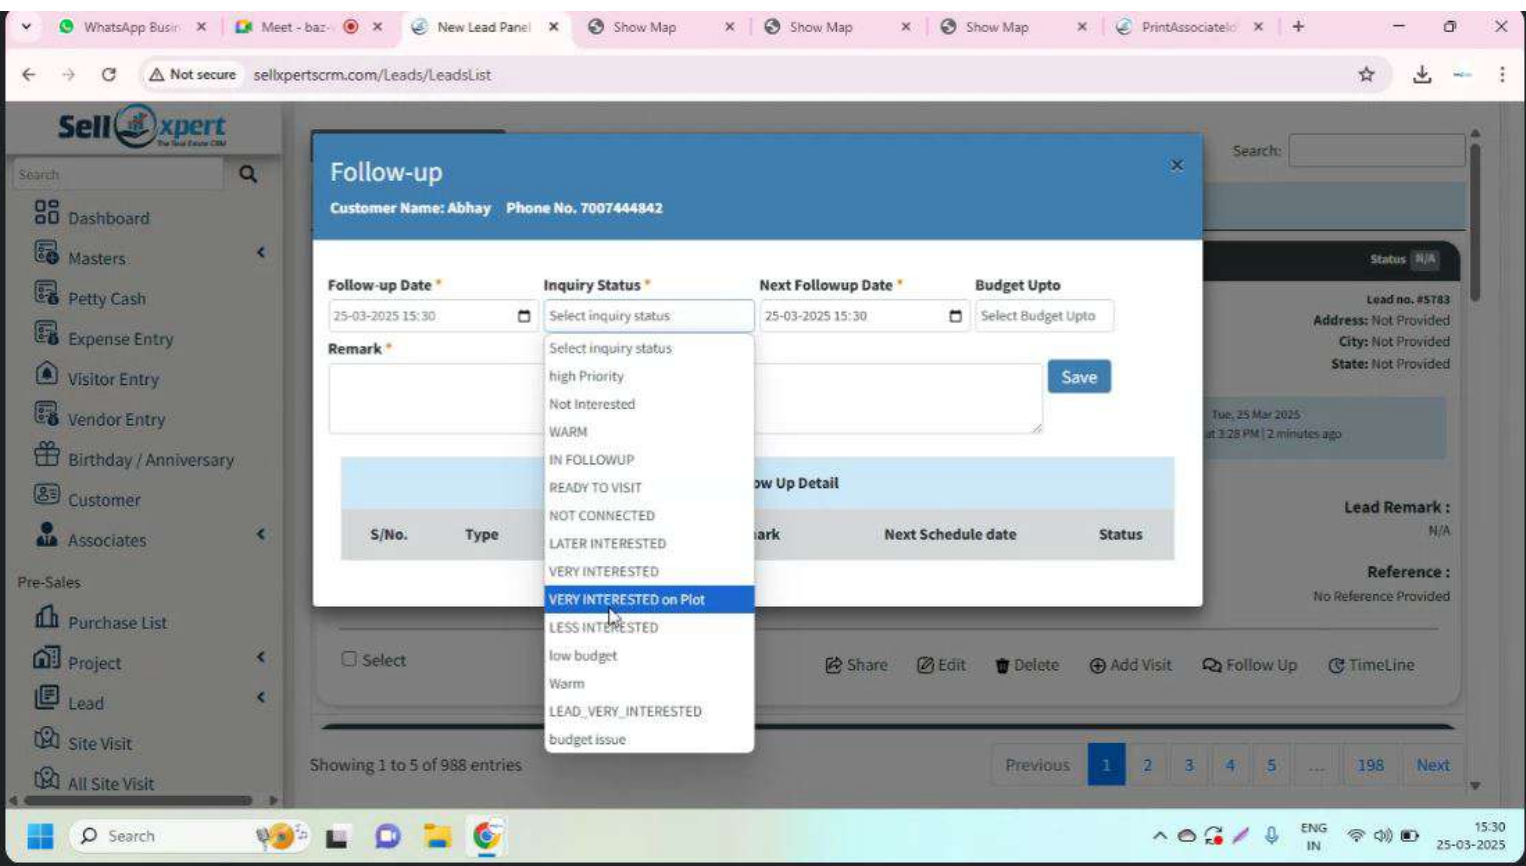 WhatsApp Busin
Meet - baz-
New Lead Panel
Show Map
Show Map
Show Map
PrintAssociateId
Not secure
sellxpertscrm.com/Leads/LeadsList
Sell xpert
The Real Estate CRM
Search
Dashboard
Masters
Petty Cash
Expense Entry
Visitor Entry
Vendor Entry
Birthday / Anniversary
Customer
Associates
Pre-Sales
Purchase List
Project
Lead
Site Visit
All Site Visit
Search:
Follow-up
×
Customer Name: Abhay Phone No. 7007444842
Follow-up Date *
Inquiry Status *
Next Followup Date *
Budget Upto
25-03-2025 15:30
Select inquiry status
25-03-2025 15:30
Select Budget Upto
Remark *
Save
Select inquiry status
high Priority
Not Interested
WARM
IN FOLLOWUP
READY TO VISIT
NOT CONNECTED
LATER INTERESTED
VERY INTERESTED
VERY INTERESTED on Plot
LESS INTERESTED
low budget
Warm
LEAD_VERY_INTERESTED
budget issue
ow Up Detail
S/No.
Type
ark
Next Schedule date
Status
Status N/A
Lead no. #5783
Address: Not Provided
City: Not Provided
State: Not Provided
Tue, 25 Mar 2025
at 3:28 PM | 2 minutes ago
Lead Remark :
N/A
Reference :
No Reference Provided
Select
Share
Edit
Delete
Add Visit
Follow Up
TimeLine
Showing 1 to 5 of 988 entries
Previous 1 2 3 4 5 ... 198 Next
Search
ENG
IN
15:30
25-03-2025